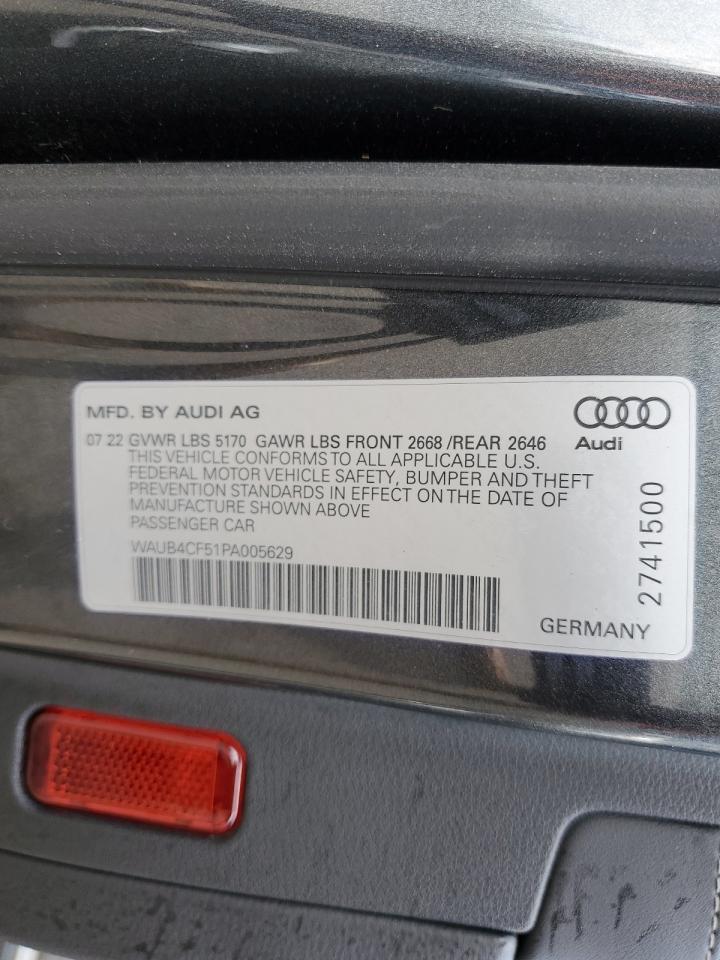 MFD. BY AUDI AG
07 22 GVWR LBS 5170 GAWR LBS FRONT 2668 /REAR 2646
THIS VEHICLE CONFORMS TO ALL APPLICABLE U.S.
FEDERAL MOTOR VEHICLE SAFETY, BUMPER AND THEFT
PREVENTION STANDARDS IN EFFECT ON THE DATE OF
MANUFACTURE SHOWN ABOVE
PASSENGER CAR
WAUB4CF51PA005629
Audi
2741500
GERMANY